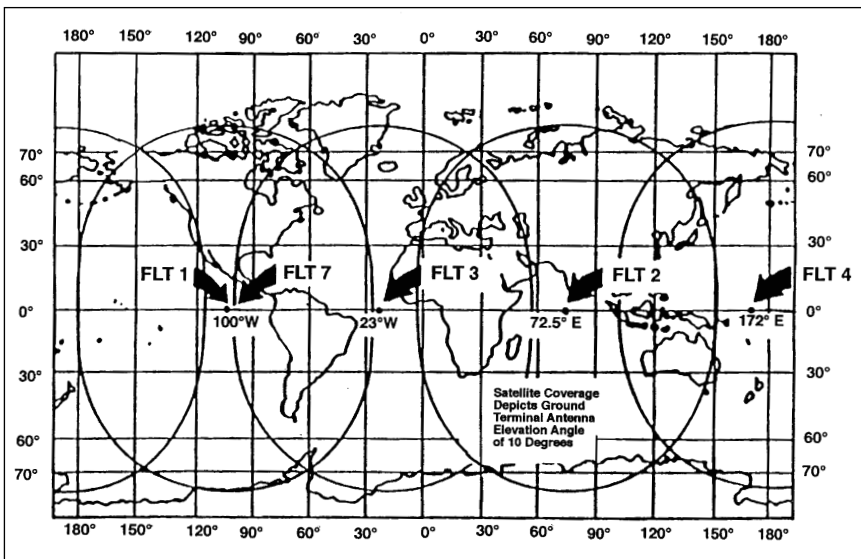 180° 150° 120° 90° 60° 30° 0° 30° 60° 90° 120° 150° 180°
70° 70°
60° 60°
30° 30°
FLT 1 FLT 7 FLT 3 FLT 2 FLT 4
0° 0°
100°W 23°W 72.5° E 172° E
30° 30°
Satellite Coverage
Depicts Ground
Terminal Antenna
Elevation Angle
of 10 Degrees
60° 60°
70° 70°
180° 150° 120° 90° 60° 30° 0° 30° 60° 90° 120° 150° 180°